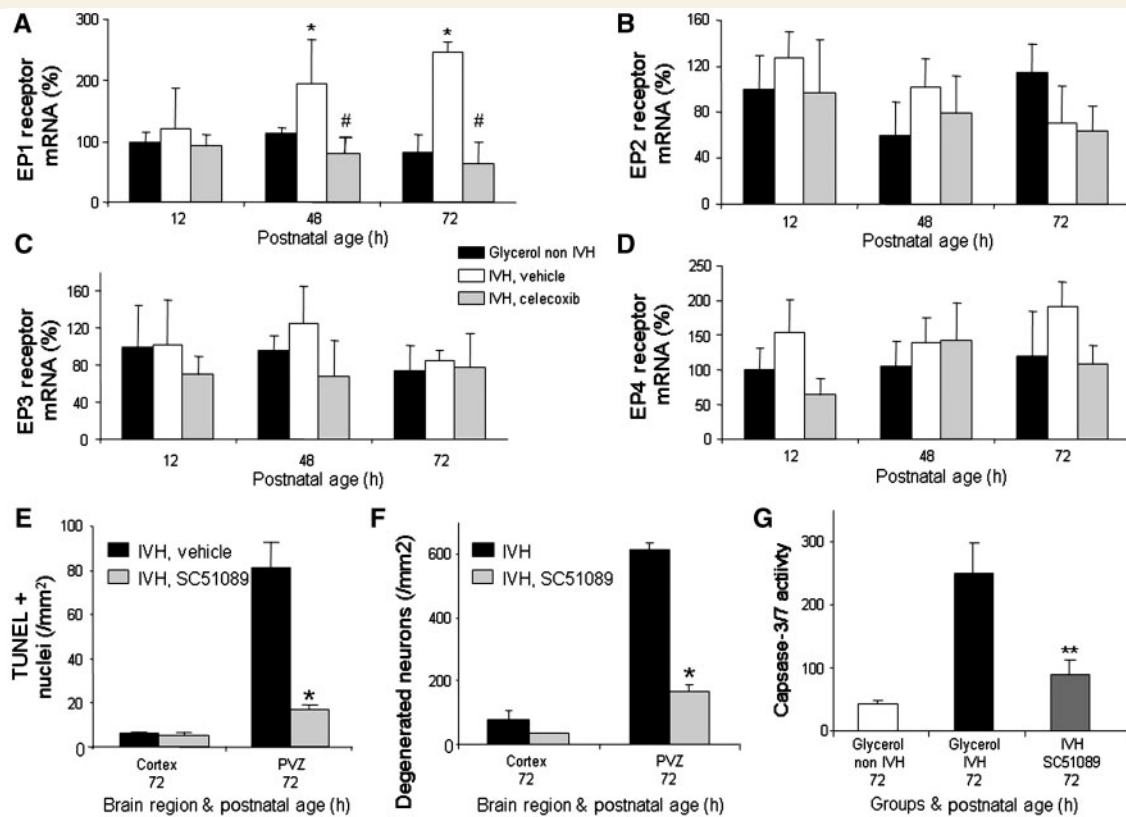 A
EP1 receptor
mRNA (%)
300
200
100
0
*
*
#
#
12 48 72
Postnatal age (h)
B
EP2 receptor
mRNA (%)
160
120
80
40
0
12 48 72
Postnatal age (h)
C
EP3 receptor
mRNA (%)
160
120
80
40
0
12 48 72
Postnatal age (h)
Glycerol non IVH
IVH, vehicle
IVH, celecoxib
D
EP4 receptor
mRNA (%)
250
200
150
100
50
0
12 48 72
Postnatal age (h)
E
TUNEL +
nuclei (/mm²)
100
80
60
40
20
0
IVH, vehicle
IVH, SC51089
*
Cortex PVZ
72 72
Brain region & postnatal age (h)
F
Degenerated neurons (/mm2)
600
400
200
0
IVH
IVH, SC51089
*
Cortex PVZ
72 72
Brain region & postnatal age (h)
G
Capsase-3/7 activity
300
200
100
0
**
Glycerol Glycerol IVH
non IVH IVH SC51089
72 72 72
Groups & postnatal age (h)